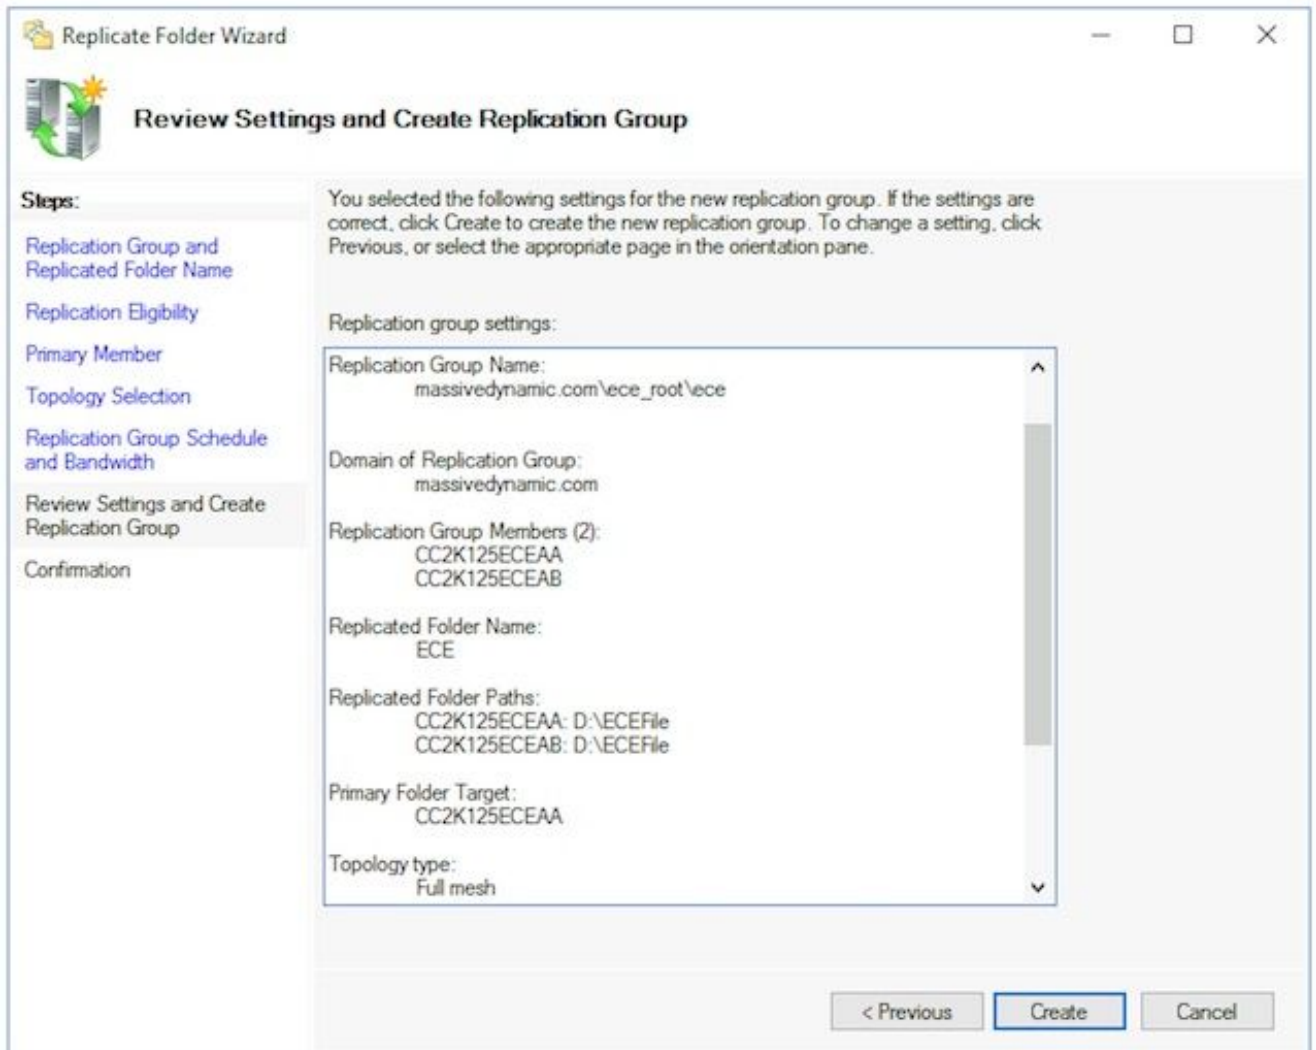 Replicate Folder Wizard
Review Settings and Create Replication Group
Steps:
Replication Group and
Replicated Folder Name
Replication Eligibility
Primary Member
Topology Selection
Replication Group Schedule
and Bandwidth
Review Settings and Create
Replication Group
Confirmation
You selected the following settings for the new replication group. If the settings are
correct, click Create to create the new replication group. To change a setting, click
Previous, or select the appropriate page in the orientation pane.
Replication group settings:
Replication Group Name:
massivedynamic.com\ece_root\ece
Domain of Replication Group:
massivedynamic.com
Replication Group Members (2):
CC2K125ECEAA
CC2K125ECEAB
Replicated Folder Name:
ECE
Replicated Folder Paths:
CC2K125ECEAA: D:\ECEFile
CC2K125ECEAB: D:\ECEFile
Primary Folder Target:
CC2K125ECEAA
Topology type:
Full mesh
< Previous
Create
Cancel